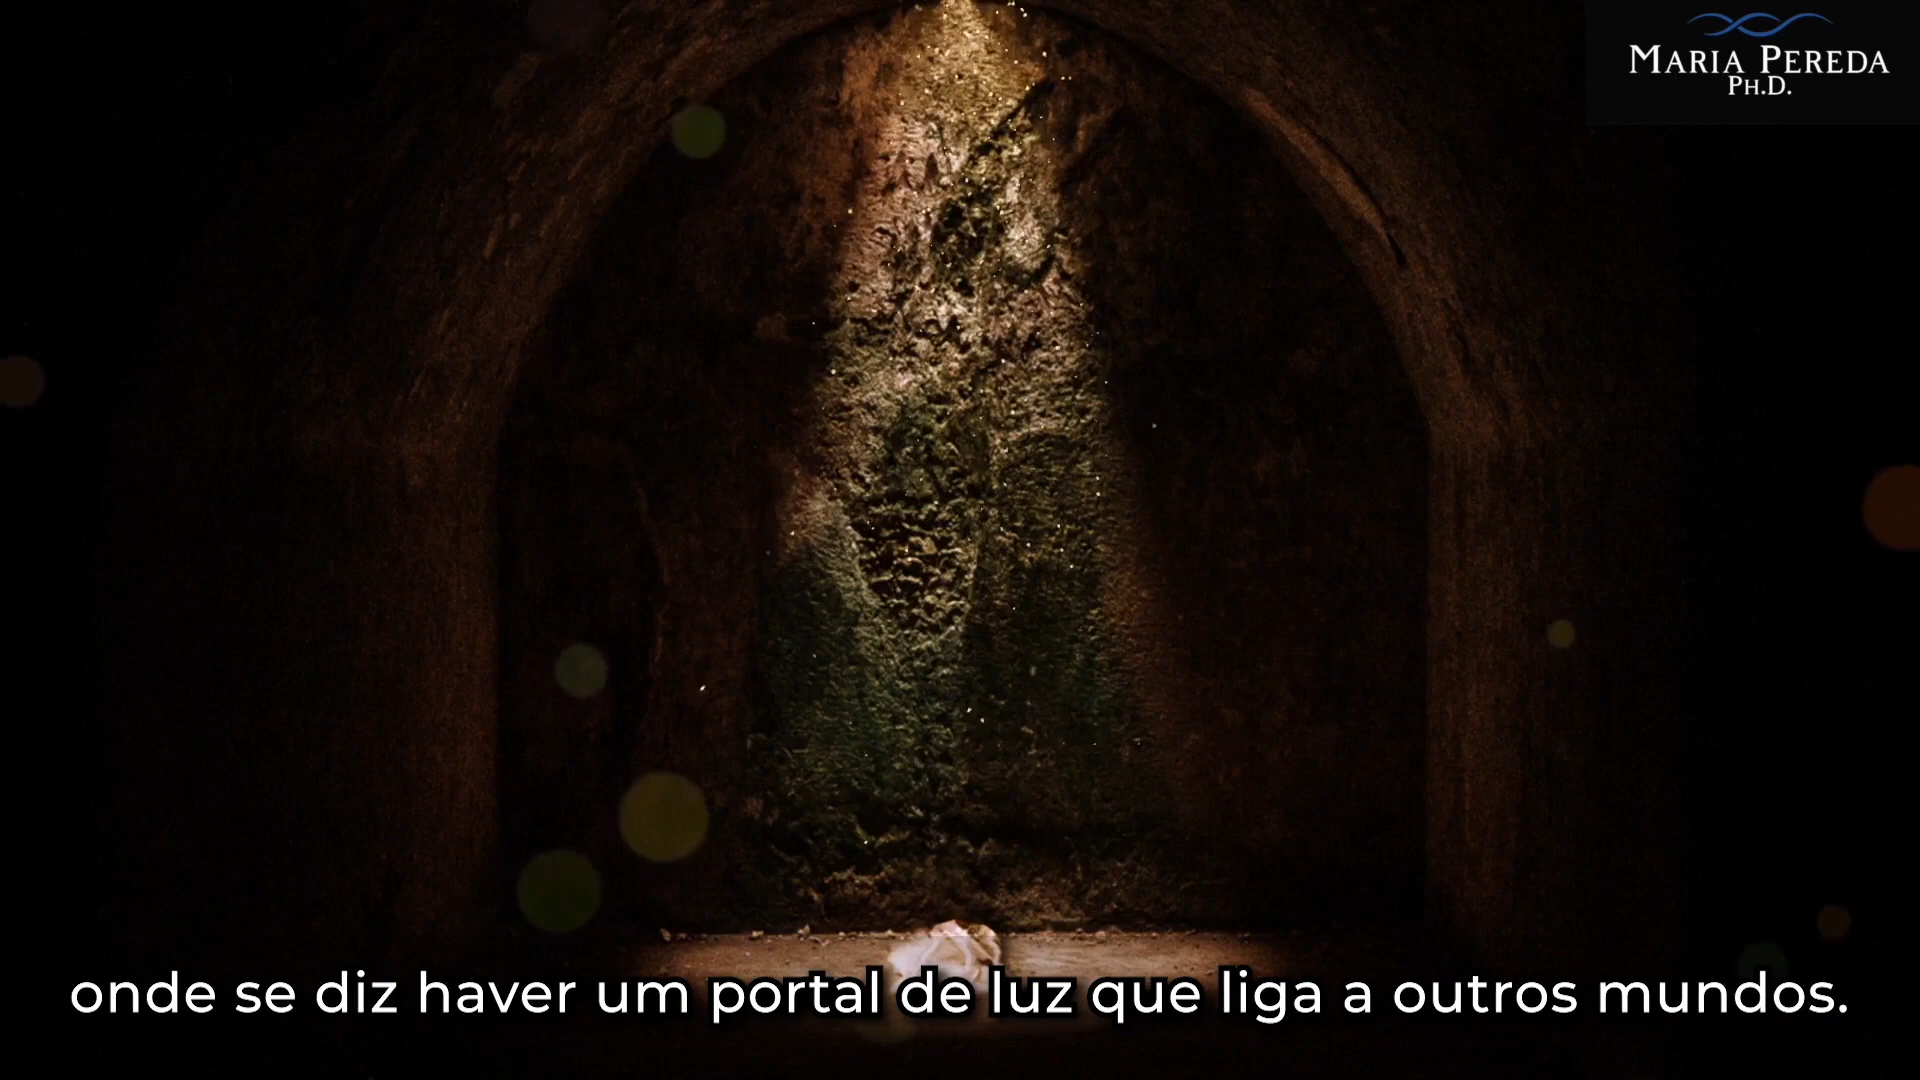 MARIA PEREDA
PH.D.
onde se diz haver um portal de luz que liga a outros mundos.